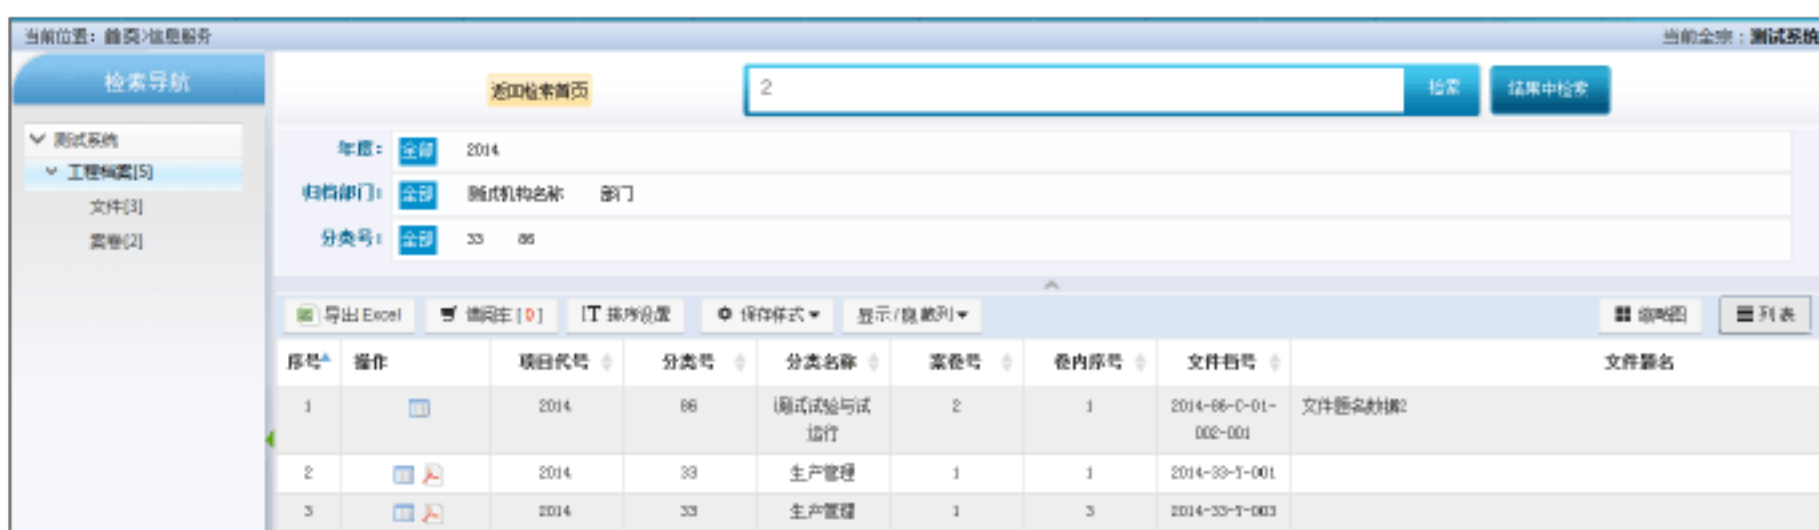 当前位置：首页>信息服务
当前全宗：测试系统
检索导航
返回检索首页
2
检索
结果中检索
测试系统
工程档案[5]
文件[3]
案卷[2]
年度：
全部
2014
归档部门：
全部
测试机构名称
部门
分类号：
全部
33
86
导出Excel
借阅车[0]
排序设置
保存样式
显示/隐藏列
缩略图
列表
序号 操作 项目代号 分类号 分类名称 案卷号 卷内序号 文件档号 文件题名
1 2014 86 调试试验与试 2 1 2014-86-C-01- 文件题名数据2
运行 002-001
2 2014 33 生产管理 1 1 2014-33-Y-001
3 2014 33 生产管理 1 3 2014-33-Y-003